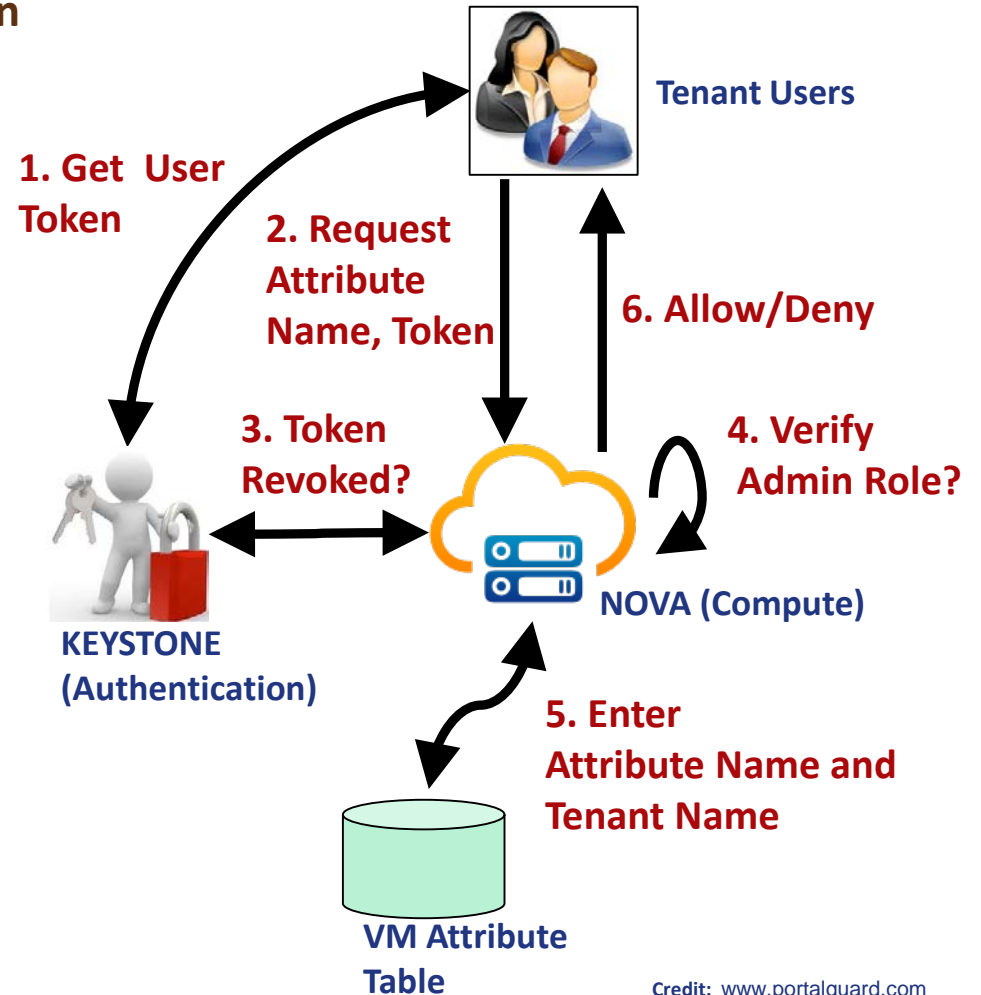 n
Tenant Users
1. Get User
Token
2. Request
Attribute
Name, Token
6. Allow/Deny
3. Token
Revoked?
4. Verify
Admin Role?
NOVA (Compute)
KEYSTONE
(Authentication)
5. Enter
Attribute Name and
Tenant Name
VM Attribute
Table
Credit: www.portalguard.com